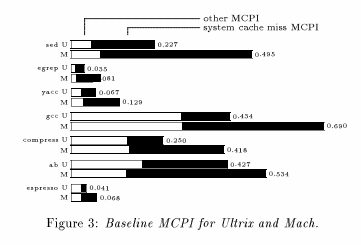 other MCPI
system cache miss MCPI
sed U 0.227
M 0.495
egrep U 0.035
M .081
yacc U 0.067
M 0.129
gcc U 0.434
M 0.690
compress U 0.250
M 0.418
ab U 0.427
M 0.534
espresso U 0.041
M 0.068
Figure 3: Baseline MCPI for Ultrix and Mach.